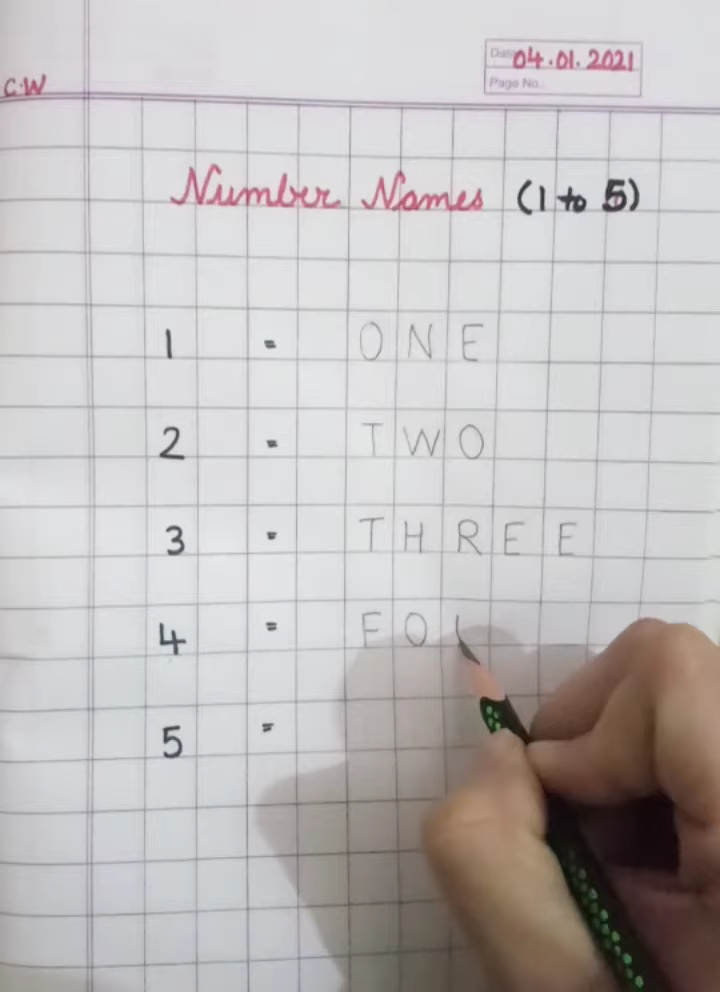 Date 04.01.2021
Page No.
C.W
Number Names (1 to 5)
1 = ONE
2 = TWO
3 = THREE
4 = FO
5 =